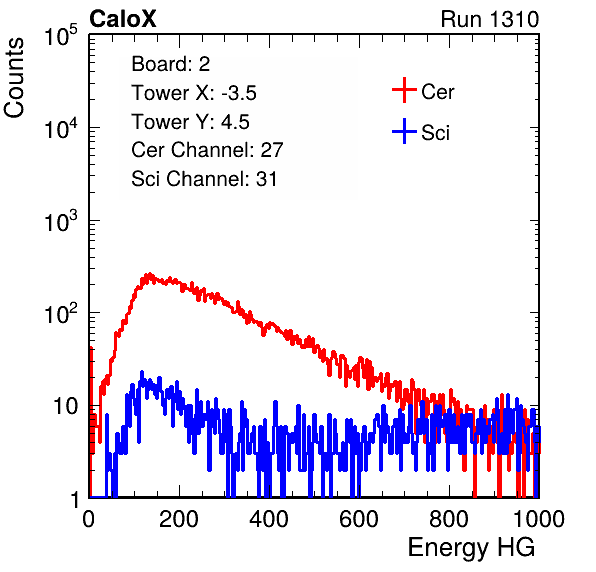 CaloX Run 1310
Counts
10^5
10^4
10^3
10^2
10
1
Board: 2
Tower X: -3.5
Tower Y: 4.5
Cer Channel: 27
Sci Channel: 31
Cer
Sci
0 200 400 600 800 1000
Energy HG